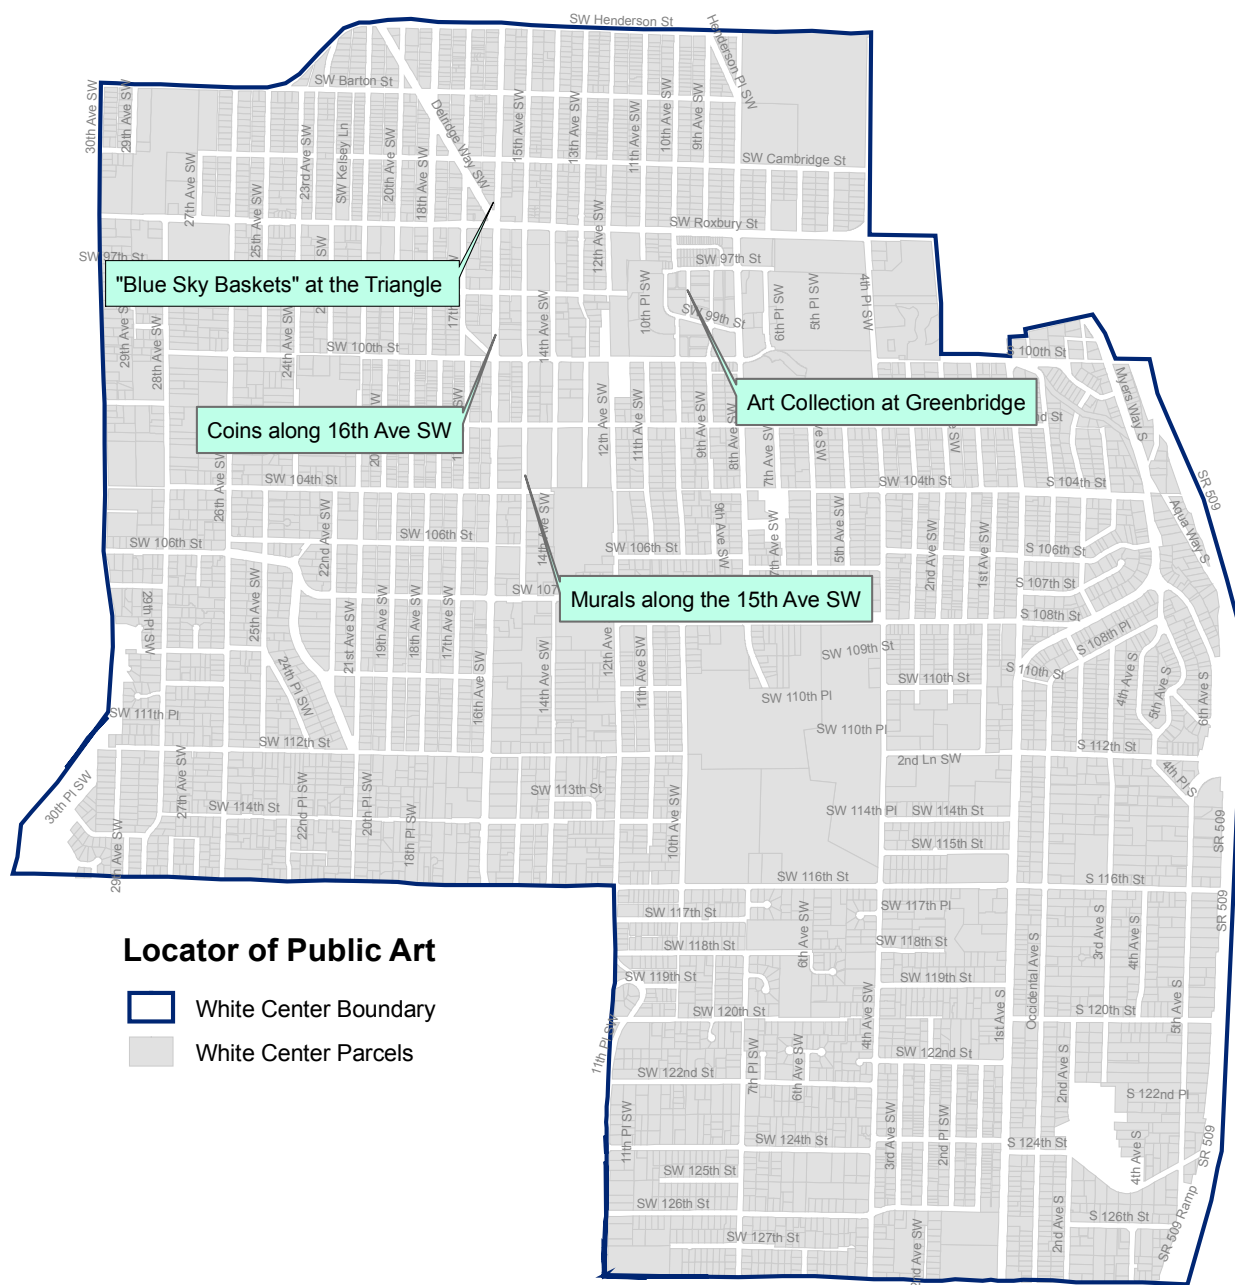 SW Henderson St
Henderson Pl SW
30th Ave SW
29th Ave SW
SW Barton St
Delridge Way SW
15th Ave SW
13th Ave SW
11th Ave SW
10th Ave SW
9th Ave SW
27th Ave SW
25th Ave SW
23rd Ave SW
SW Kelsey Ln
20th Ave SW
18th Ave SW
SW Cambridge St
SW Roxbury St
12th Ave SW
SW 97th St
SW 97th St
"Blue Sky Baskets" at the Triangle
SW
10th Pl SW
SW 99th St
6th Pl SW
5th Pl SW
4th Pl SW
29th Ave SW
28th Ave SW
24th Ave SW
17th
14th Ave SW
SW 100th St
S 100th St
Myers Way S
Art Collection at Greenbridge
Coins along 16th Ave SW
12th Ave SW
11th Ave SW
9th Ave SW
8th Ave SW
7th Ave SW
Ave SW
SW
nd St
26th Ave SW
SW 104th St
SW 104th St
S 104th St
SR 509
Aqua Way S
22nd Ave SW
14th Ave SW
9th Ave SW
7th Ave SW
5th Ave SW
2nd Ave SW
1st Ave S
SW 106th St
SW 106th St
SW 106th St
S 106th St
S 107th St
S 108th St
S 108th Pl
SW 107
Murals along the 15th Ave SW
29th Pl SW
25th Ave SW
24th Pl SW
21st Ave SW
19th Ave SW
18th Ave SW
17th Ave SW
16th Ave SW
14th Ave SW
12th Ave
11th Ave SW
SW 109th St
S 110th St
SW 110th St
SW 110th Pl
SW 110th Pl
4th Ave S
5th Ave S
6th Ave S
SW 111th Pl
SW 112th St
2nd Ln SW
S 112th St
4th Pl S
30th Pl SW
29th Ave SW
27th Ave SW
SW 114th St
22nd Pl SW
20th Pl SW
18th Pl SW
SW 113th St
10th Ave SW
SW 114th Pl
SW 114th St
SW 115th St
SR 509
SW 116th St
S 116th St
SR 509
SW 117th St
SW 117th Pl
SW 118th St
SW 118th St
6th Ave SW
Occidental Ave S
3rd Ave S
4th Ave S
Locator of Public Art
White Center Boundary
White Center Parcels
SW 119th St
SW 119th St
SW 120th St
S 120th St
4th Ave SW
1st Ave S
5th Ave S
11th Pl SW
SW 122nd St
SW 122nd St
7th Pl SW
6th Ave SW
2nd Ave S
S 122nd Pl
11th Pl SW
SW 124th St
3rd Ave SW
2nd Pl SW
S 124th St
4th Ave S
SR 509
SW 125th St
SW 126th St
S 126th St
SW 127th St
2nd Ave SW
2nd Ave S
SR 509 Ramp